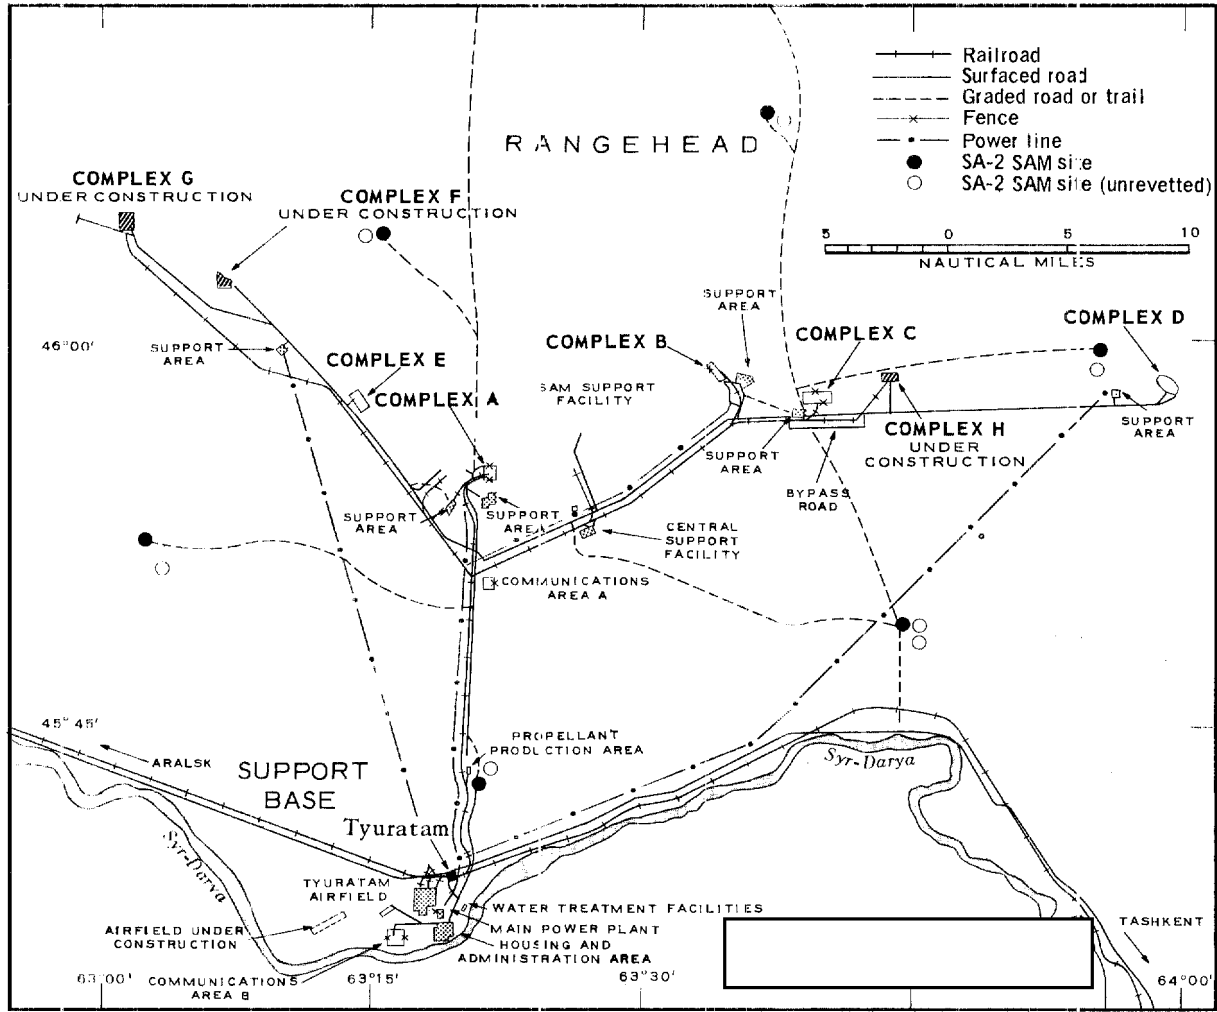 Railroad
Surfaced road
Graded road or trail
Fence
Power line
SA-2 SAM site
SA-2 SAM site (unrevetted)
5 0 5 10
NAUTICAL MILES
RANGEHEAD
COMPLEX G
UNDER CONSTRUCTION
COMPLEX F
UNDER CONSTRUCTION
SUPPORT
AREA
COMPLEX D
COMPLEX C
COMPLEX B
46°00'
SUPPORT
AREA
COMPLEX E
COMPLEX A
SAM SUPPORT
FACILITY
SUPPORT
AREA
COMPLEX H
UNDER
CONSTRUCTION
SUPPORT
AREA
BYPASS
ROAD
SUPPORT
AREA
SUPPORT
AREA
CENTRAL
SUPPORT
FACILITY
COMMUNICATIONS
AREA A
45°45'
ARALSK
PROPELLANT
PRODUCTION AREA
Syr-Darya
SUPPORT
BASE
Tyuratam
Syr-Darya
TYURATAM
AIRFIELD
WATER TREATMENT FACILITIES
MAIN POWER PLANT
HOUSING AND
ADMINISTRATION AREA
AIRFIELD UNDER
CONSTRUCTION
TASHKENT
COMMUNICATIONS
AREA B
63°00'
63°15'
63°30'
64°00'